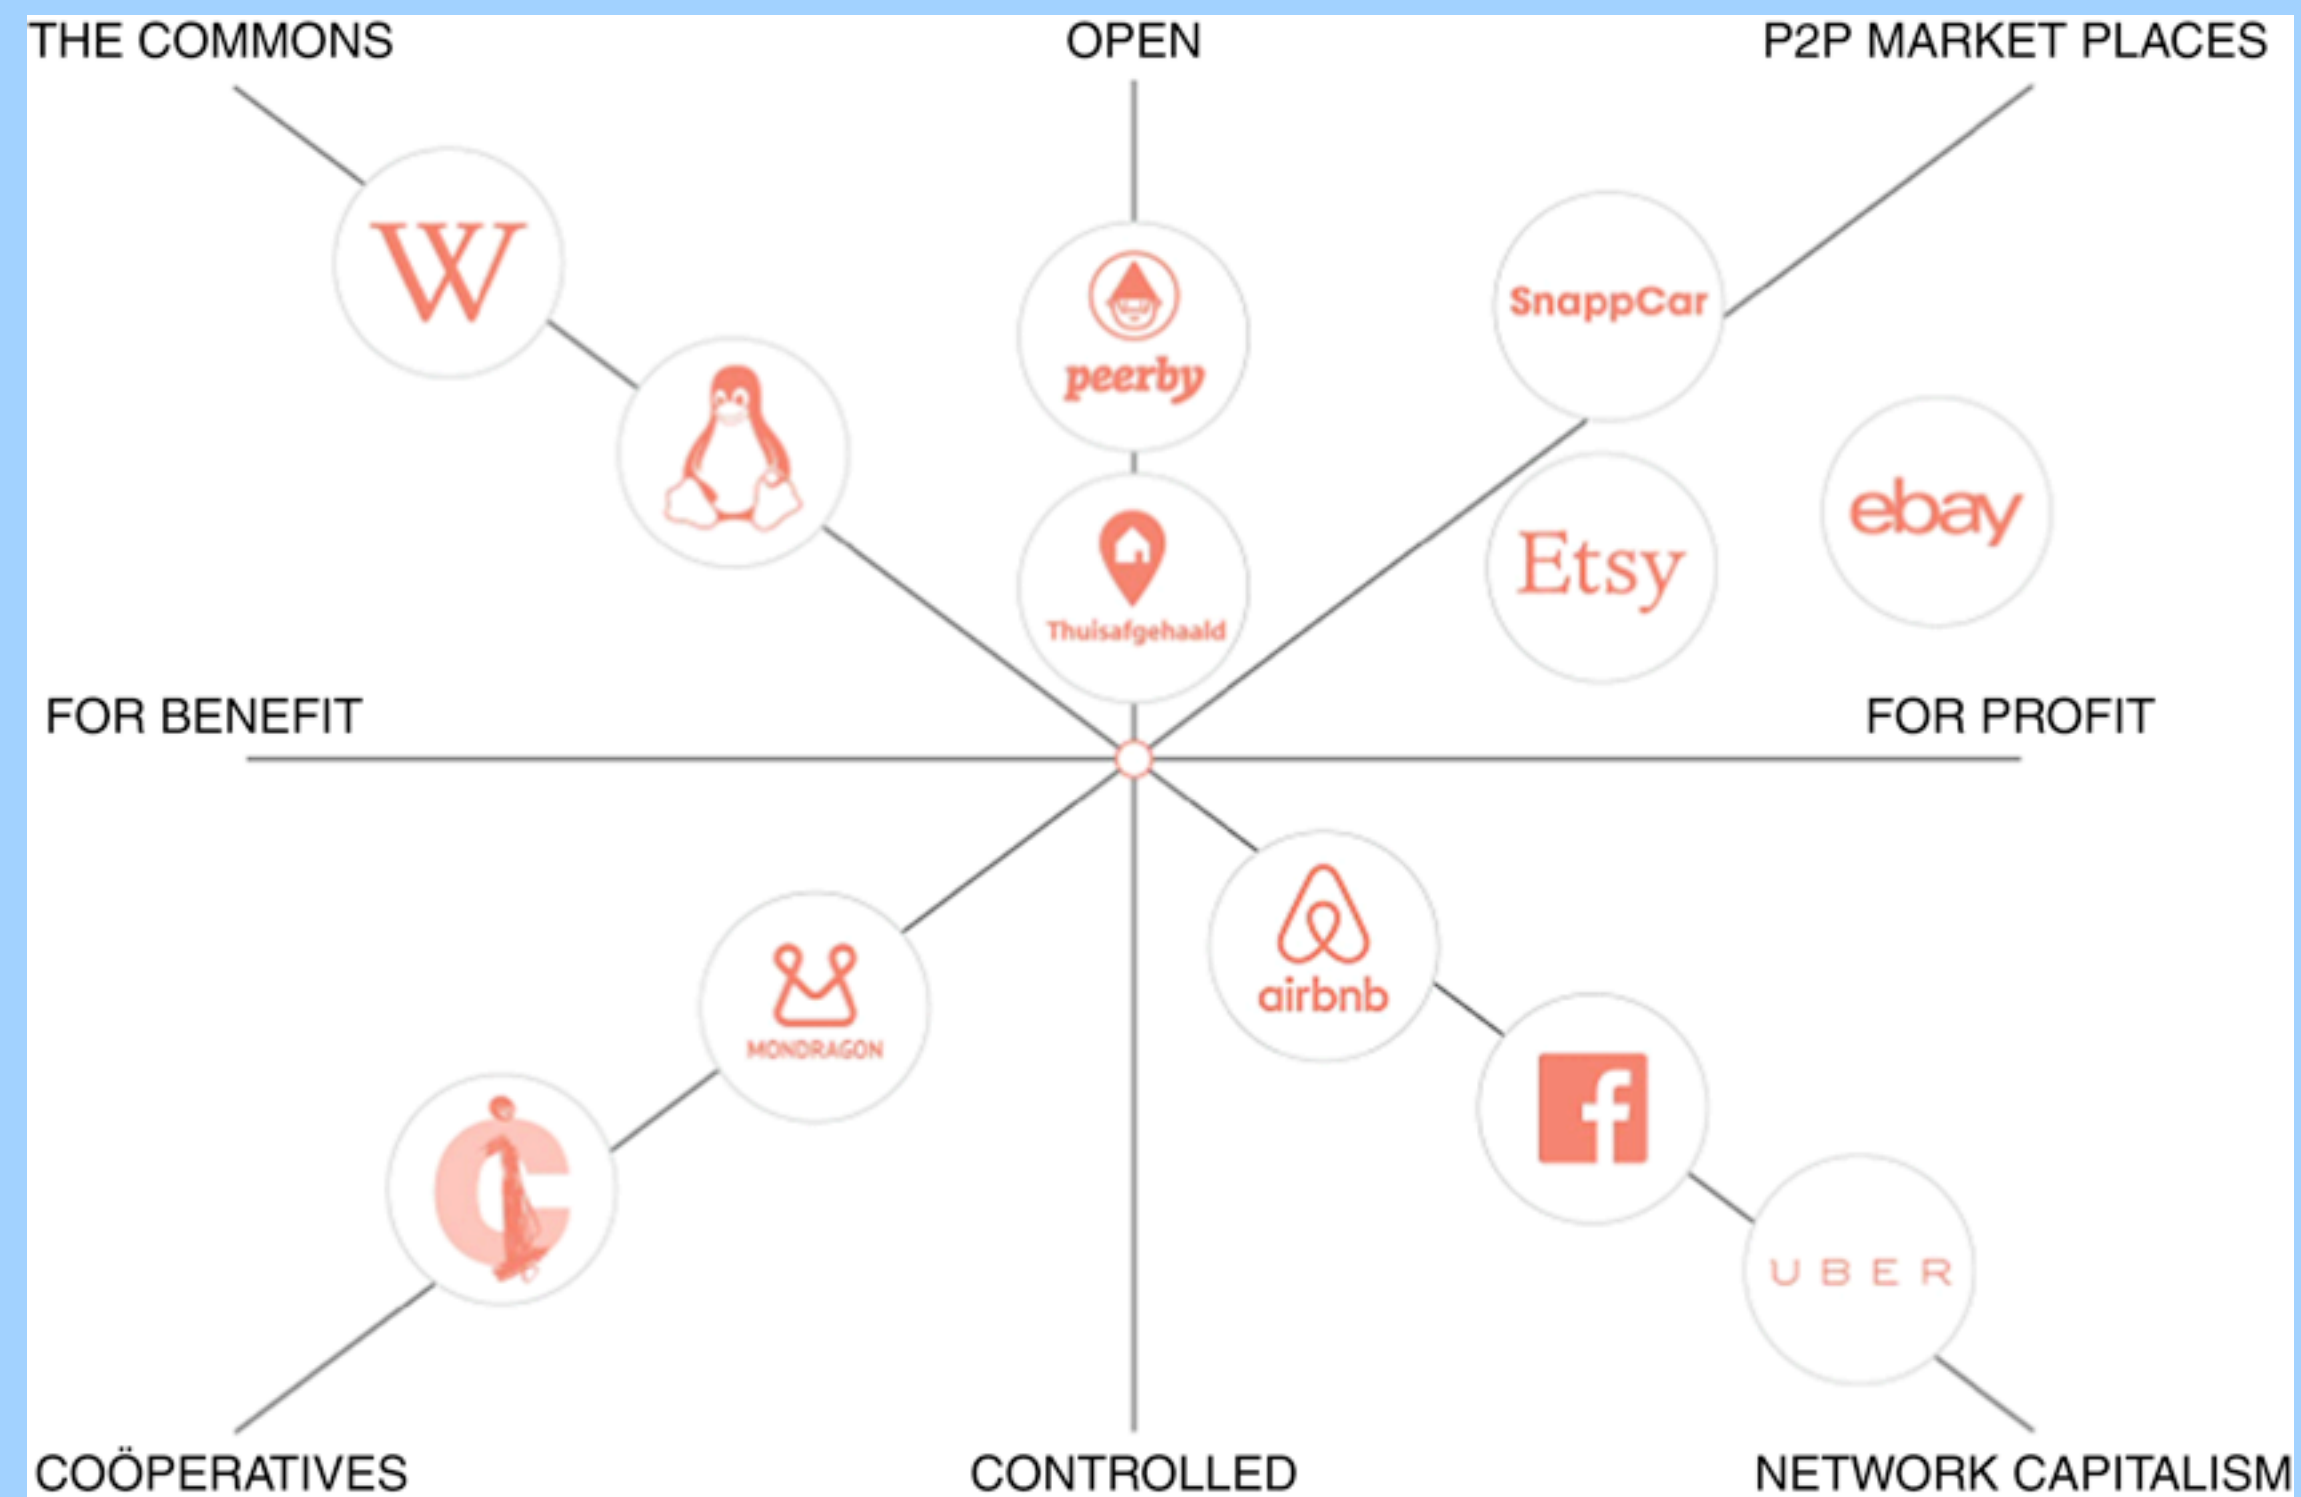 THE COMMONS
OPEN
P2P MARKET PLACES
W
peerby
SnappCar
ebay
Etsy
Thuisafgehaald
FOR BENEFIT
FOR PROFIT
airbnb
MONDRAGON
f
C
UBER
COÖPERATIVES
CONTROLLED
NETWORK CAPITALISM